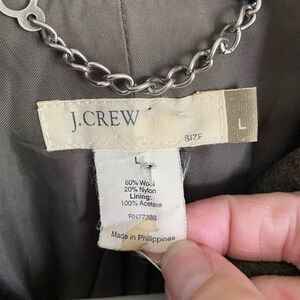 J.CREW
SIZE
L
L
80% Wool
20% Nylon
Lining:
100% Acetate
RN77388
Made in Philippines